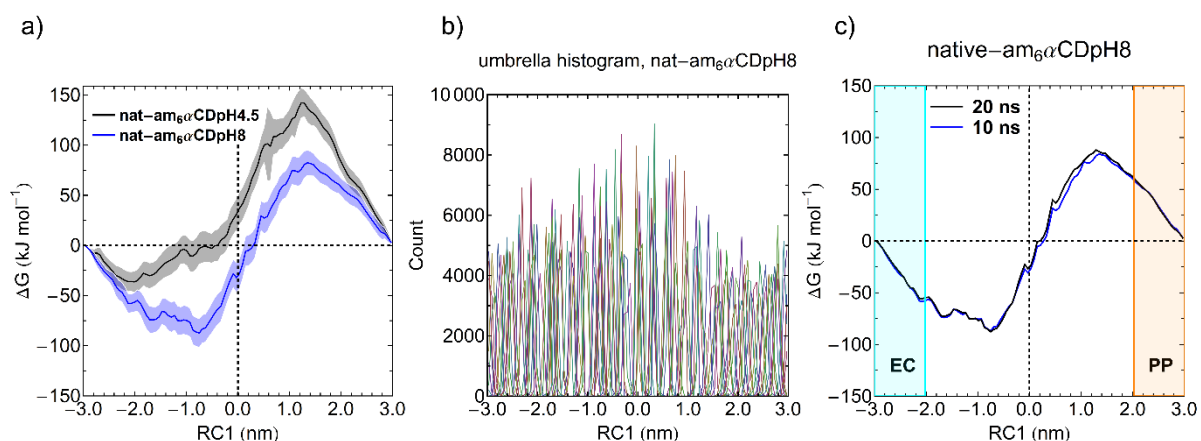 a)
150
100
50
0
−50
−100
−150
ΔG (kJ mol⁻¹)
nat−am₆αCDpH4.5
nat−am₆αCDpH8
−3.0 −2.0 −1.0 0.0 1.0 2.0 3.0
RC1 (nm)
b)
umbrella histogram, nat−am₆αCDpH8
10000
8000
6000
4000
2000
0
Count
−3.0 −2.0 −1.0 0.0 1.0 2.0 3.0
RC1 (nm)
c)
native−am₆αCDpH8
150
100
50
0
−50
−100
−150
ΔG (kJ mol⁻¹)
20 ns
10 ns
EC
PP
−3.0 −2.0 −1.0 0.0 1.0 2.0 3.0
RC1 (nm)